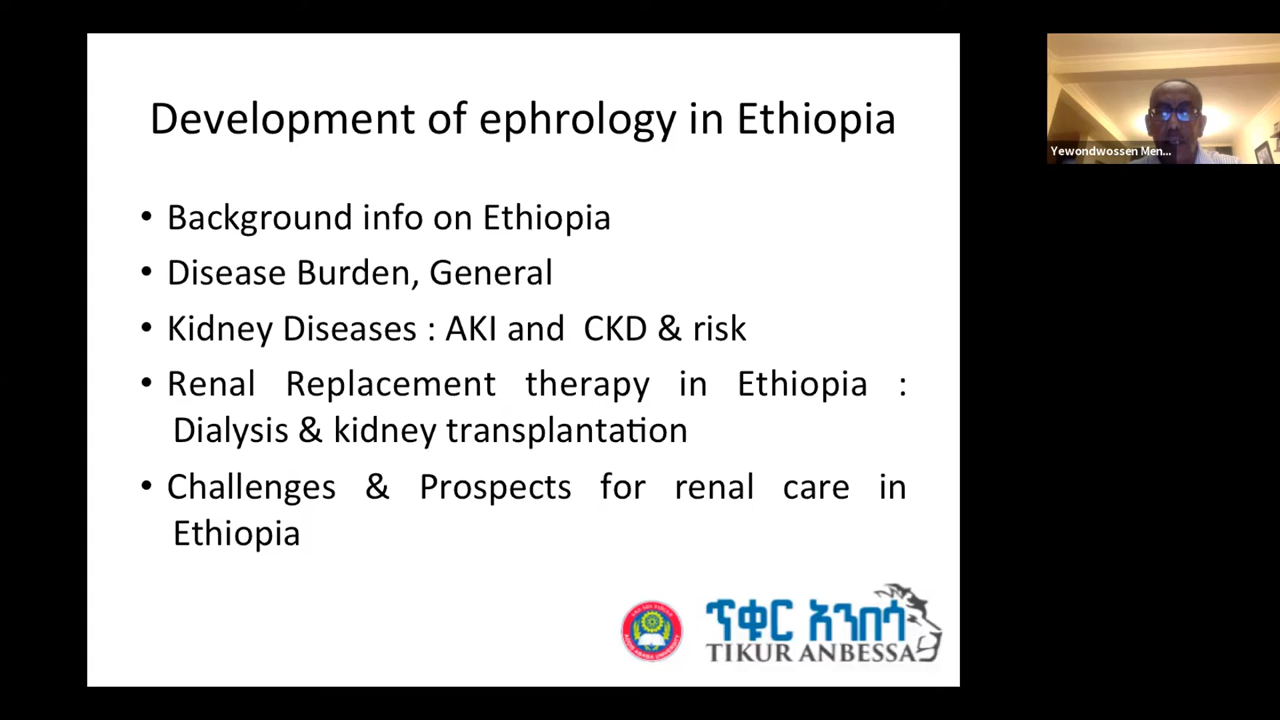 Development of ephrology in Ethiopia
Yewondwossen Men...
• Background info on Ethiopia
• Disease Burden, General
• Kidney Diseases : AKI and CKD & risk
• Renal Replacement therapy in Ethiopia :
Dialysis & kidney transplantation
• Challenges & Prospects for renal care in
Ethiopia
ጥቁር አንበሳ
TIKUR ANBESSA